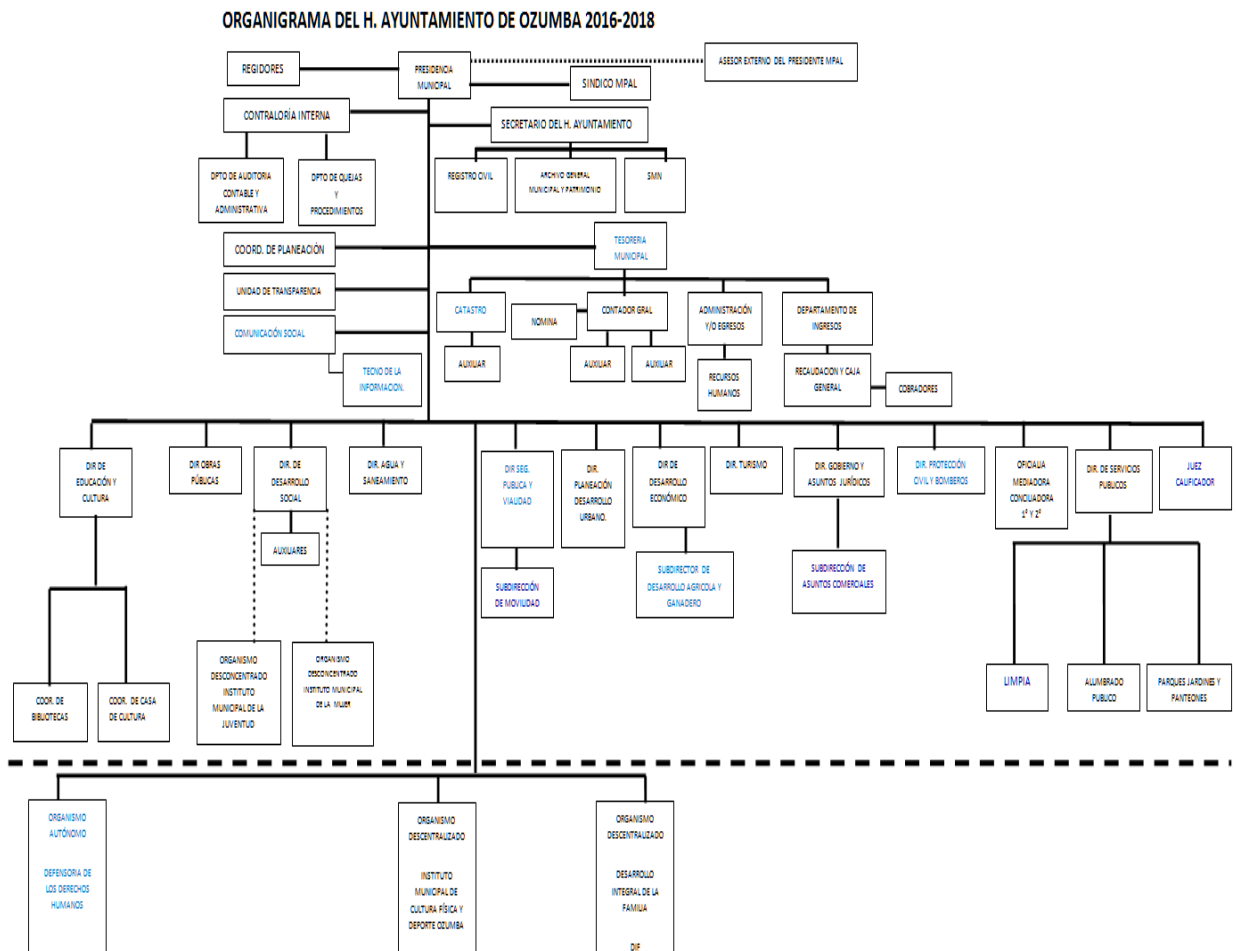 ORGANIGRAMA DEL H. AYUNTAMIENTO DE OZUMBA 2016-2018
REGIDORES
PRESIDENCIA
MUNICIPAL
ASESOR EXTERNO DEL PRESIDENTE MPAL
SINDICO MPAL
CONTRALORÍA INTERNA
SECRETARIO DEL H. AYUNTAMIENTO
DPTO DE AUDITORIA
CONTABLE Y
ADMINISTRATIVA
DPTO DE QUEJAS
Y
PROCEDIMIENTOS
REGISTRO CIVIL
ARCHIVO GENERAL
MUNICIPAL Y PATRIMONIO
SMN
COORD. DE PLANEACIÓN
TESORERIA
MUNICIPAL
UNIDAD DE TRANSPARENCIA
COMUNICACIÓN SOCIAL
TECNO DE LA
INFORMACION.
CATASTRO
AUXILIAR
NOMINA
CONTADOR GRAL
AUXILIAR
AUXILIAR
ADMINISTRACIÓN
Y/O EGRESOS
RECURSOS
HUMANOS
DEPARTAMENTO DE
INGRESOS
RECAUDACION Y CAJA
GENERAL
COBRADORES
DIR DE
EDUCACIÓN Y
CULTURA
DIR OBRAS
PÚBLICAS
DIR. DE
DESARROLLO
SOCIAL
DIR. AGUA Y
SANEAMIENTO
DIR SEG.
PUBLICA Y
VIALIDAD
DIR.
PLANEACIÓN
DESARROLLO
URBANO.
DIR DE
DESARROLLO
ECONÓMICO
DIR. TURISMO
DIR. GOBIERNO Y
ASUNTOS JURÍDICOS
DIR. PROTECCIÓN
CIVIL Y BOMBEROS
OFICIALIA
MEDIADORA
CONCILIADORA
1º Y 2º
DIR. DE SERVICIOS
PUBLICOS
JUEZ
CALIFICADOR
AUXILIARES
SUBDIRECCIÓN
DE MOVILIDAD
SUBDIRECTOR DE
DESARROLLO AGRICOLA Y
GANADERO
SUBDIRECCIÓN DE
ASUNTOS COMERCIALES
COOR. DE
BIBLIOTECAS
COOR. DE CASA
DE CULTURA
ORGANISMO
DESCONCENTRADO
INSTITUTO
MUNICIPAL DE LA
JUVENTUD
ORGANISMO
DESCONCENTRADO
INSTITUTO MUNICIPAL
DE LA MUJER
LIMPIA
ALUMBRADO
PUBLICO
PARQUES JARDINES Y
PANTEONES
ORGANISMO
AUTÓNOMO
DEFENSORIA DE
LOS DERECHOS
HUMANOS
ORGANISMO
DESCENTRALIZADO
INSTITUTO
MUNICIPAL DE
CULTURA FÍSICA Y
DEPORTE OZUMBA
ORGANISMO
DESCENTRALIZADO
DESARROLLO
INTEGRAL DE LA
FAMILIA
DIF